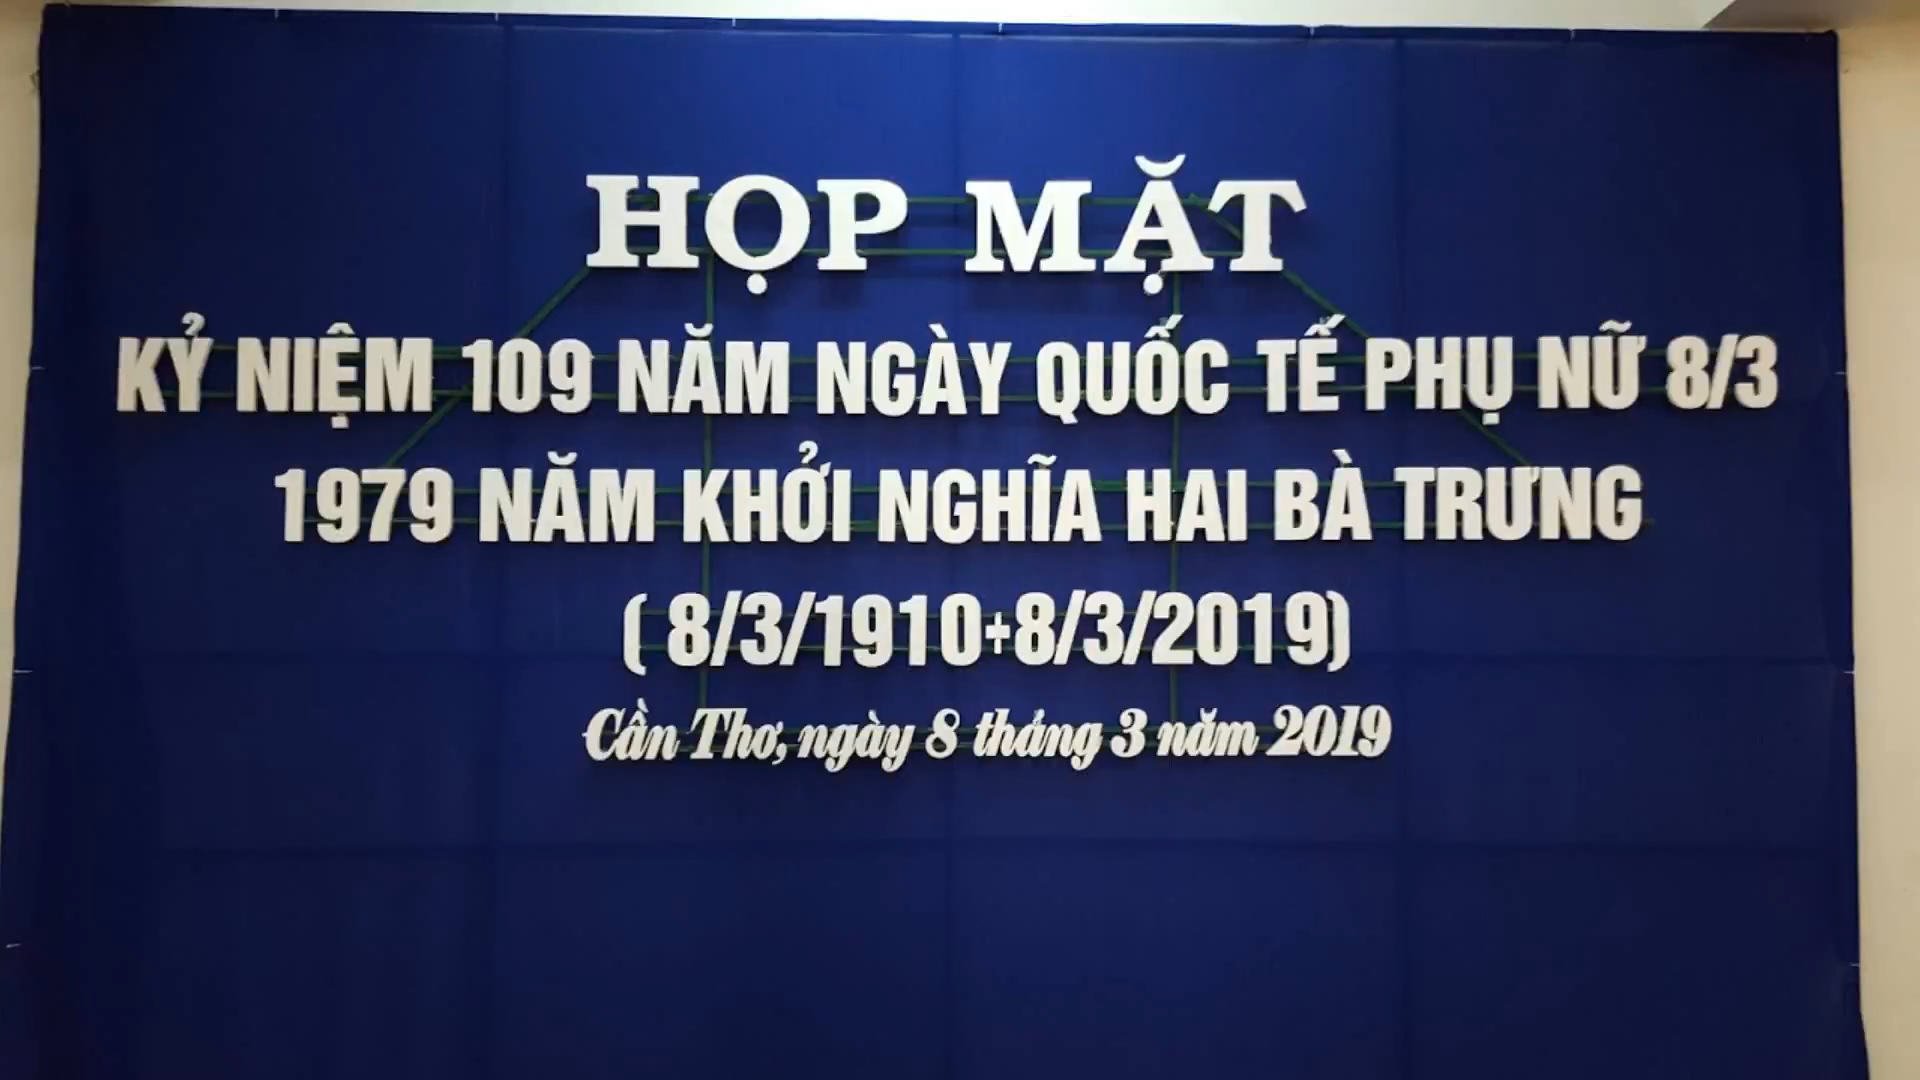 HỌP MẶT
KỶ NIỆM 109 NĂM NGÀY QUỐC TẾ PHỤ NỮ 8/3
1979 NĂM KHỞI NGHĨA HAI BÀ TRƯNG
( 8/3/1910+8/3/2019)
Cần Thơ, ngày 8 tháng 3 năm 2019